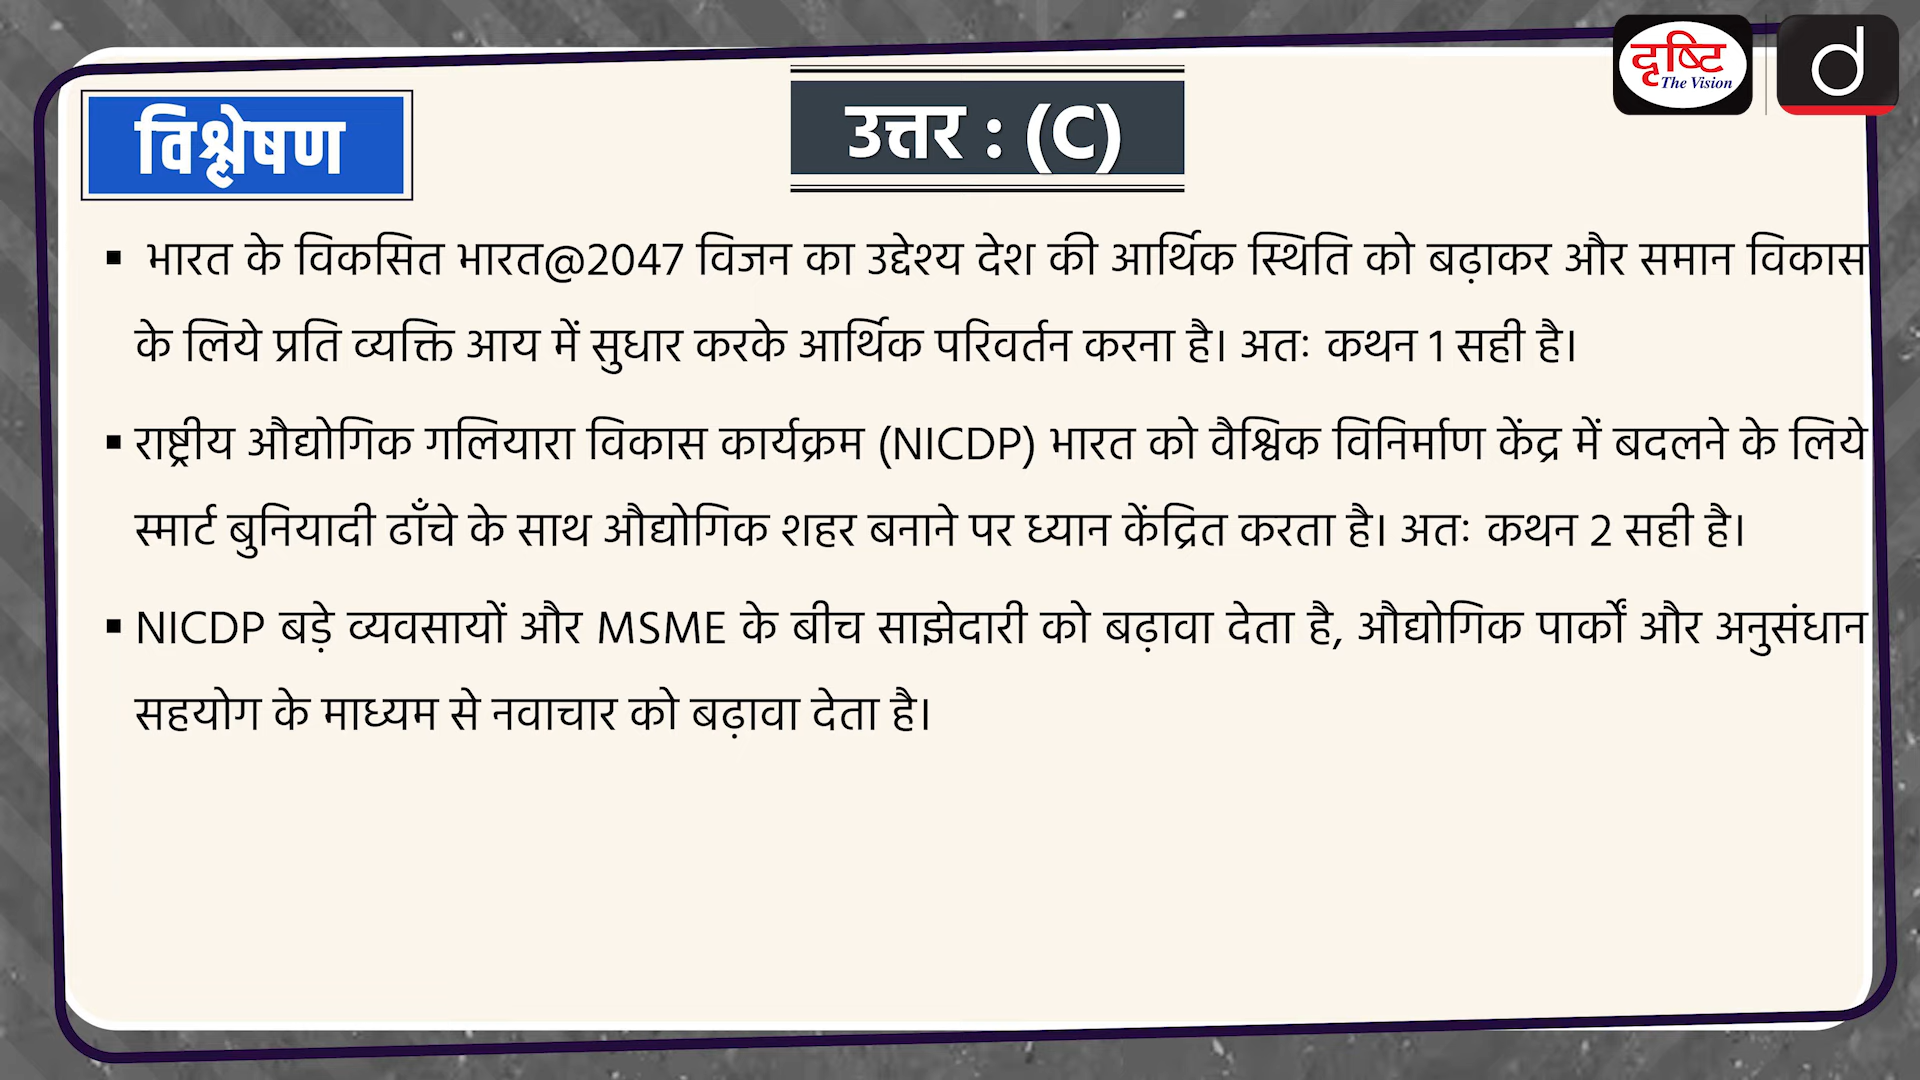 दृष्टि
The Vision
d
विश्लेषण
उत्तर : (C)
▪ भारत के विकसित भारत@2047 विजन का उद्देश्य देश की आर्थिक स्थिति को बढ़ाकर और समान विकास
के लिये प्रति व्यक्ति आय में सुधार करके आर्थिक परिवर्तन करना है। अतः कथन 1 सही है।
▪ राष्ट्रीय औद्योगिक गलियारा विकास कार्यक्रम (NICDP) भारत को वैश्विक विनिर्माण केंद्र में बदलने के लिये
स्मार्ट बुनियादी ढाँचे के साथ औद्योगिक शहर बनाने पर ध्यान केंद्रित करता है। अतः कथन 2 सही है।
▪ NICDP बड़े व्यवसायों और MSME के बीच साझेदारी को बढ़ावा देता है, औद्योगिक पार्कों और अनुसंधान
सहयोग के माध्यम से नवाचार को बढ़ावा देता है।